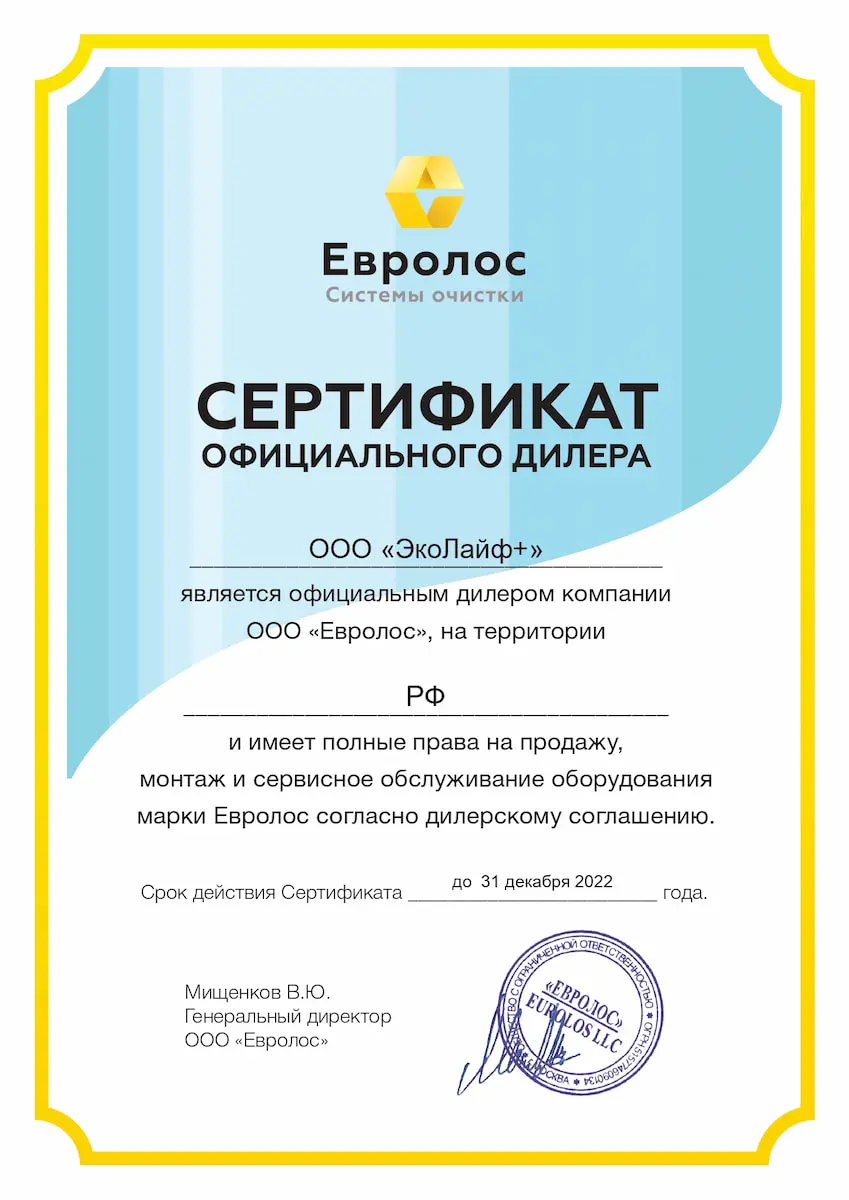 Евролос
Системы очистки
СЕРТИФИКАТ
ОФИЦИАЛЬНОГО ДИЛЕРА
ООО «ЭкоЛайф+»
является официальным дилером компании
ООО «Евролос», на территории
РФ
и имеет полные права на продажу,
монтаж и сервисное обслуживание оборудования
марки Евролос согласно дилерскому соглашению.
Срок действия Сертификата до 31 декабря 2022 года.
Мищенков В.Ю.
Генеральный директор
ООО «Евролос»
С ОГРАНИЧЕННОЙ ОТВЕТСТВЕННОСТЬЮ
ОГРН 5157746090134
МОСКВА
«ЕВРОЛОС»
EUROLOS LLC